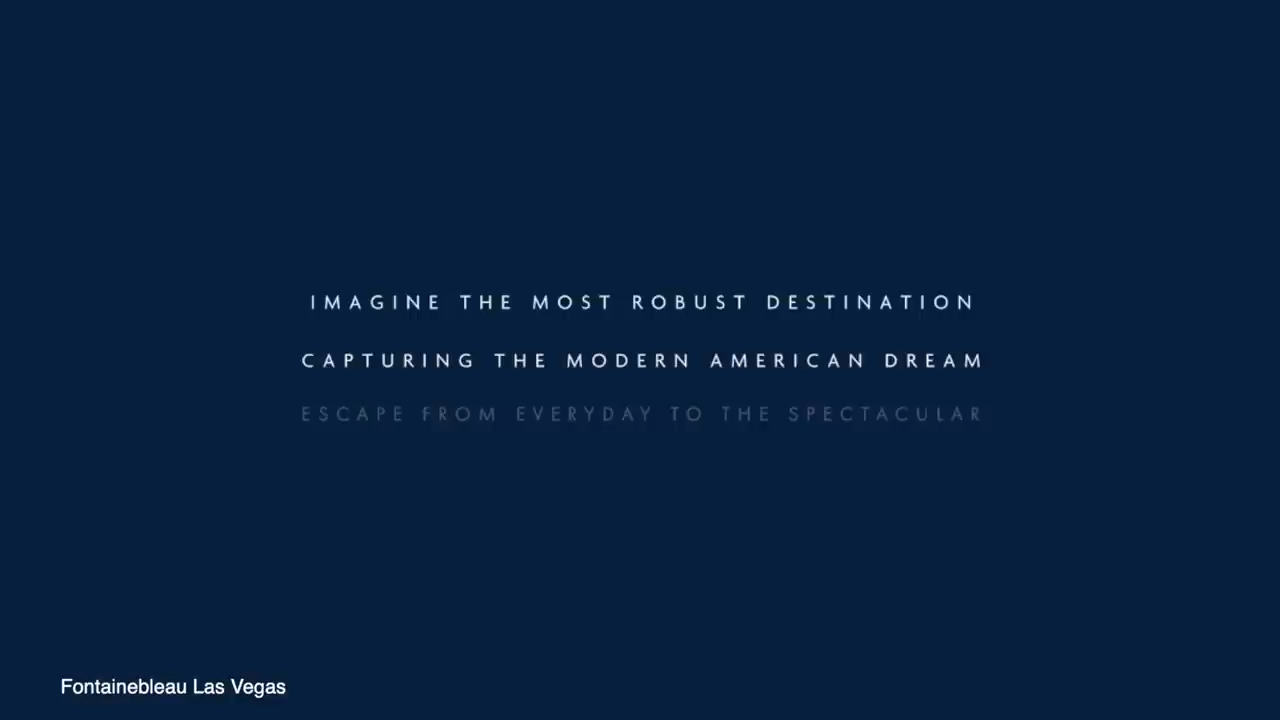 IMAGINE THE MOST ROBUST DESTINATION
CAPTURING THE MODERN AMERICAN DREAM
ESCAPE FROM EVERYDAY TO THE SPECTACULAR
Fontainebleau Las Vegas